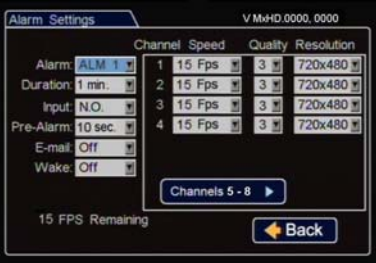 Alarm Settings
V MxHD.0000, 0000
Channel Speed Quality Resolution
Alarm: ALM 1 1 15 Fps 3 720x480
Duration: 1 min. 2 15 Fps 3 720x480
Input: N.O. 3 15 Fps 3 720x480
Pre-Alarm: 10 sec. 4 15 Fps 3 720x480
E-mail: Off
Wake: Off
Channels 5 - 8
15 FPS Remaining
Back